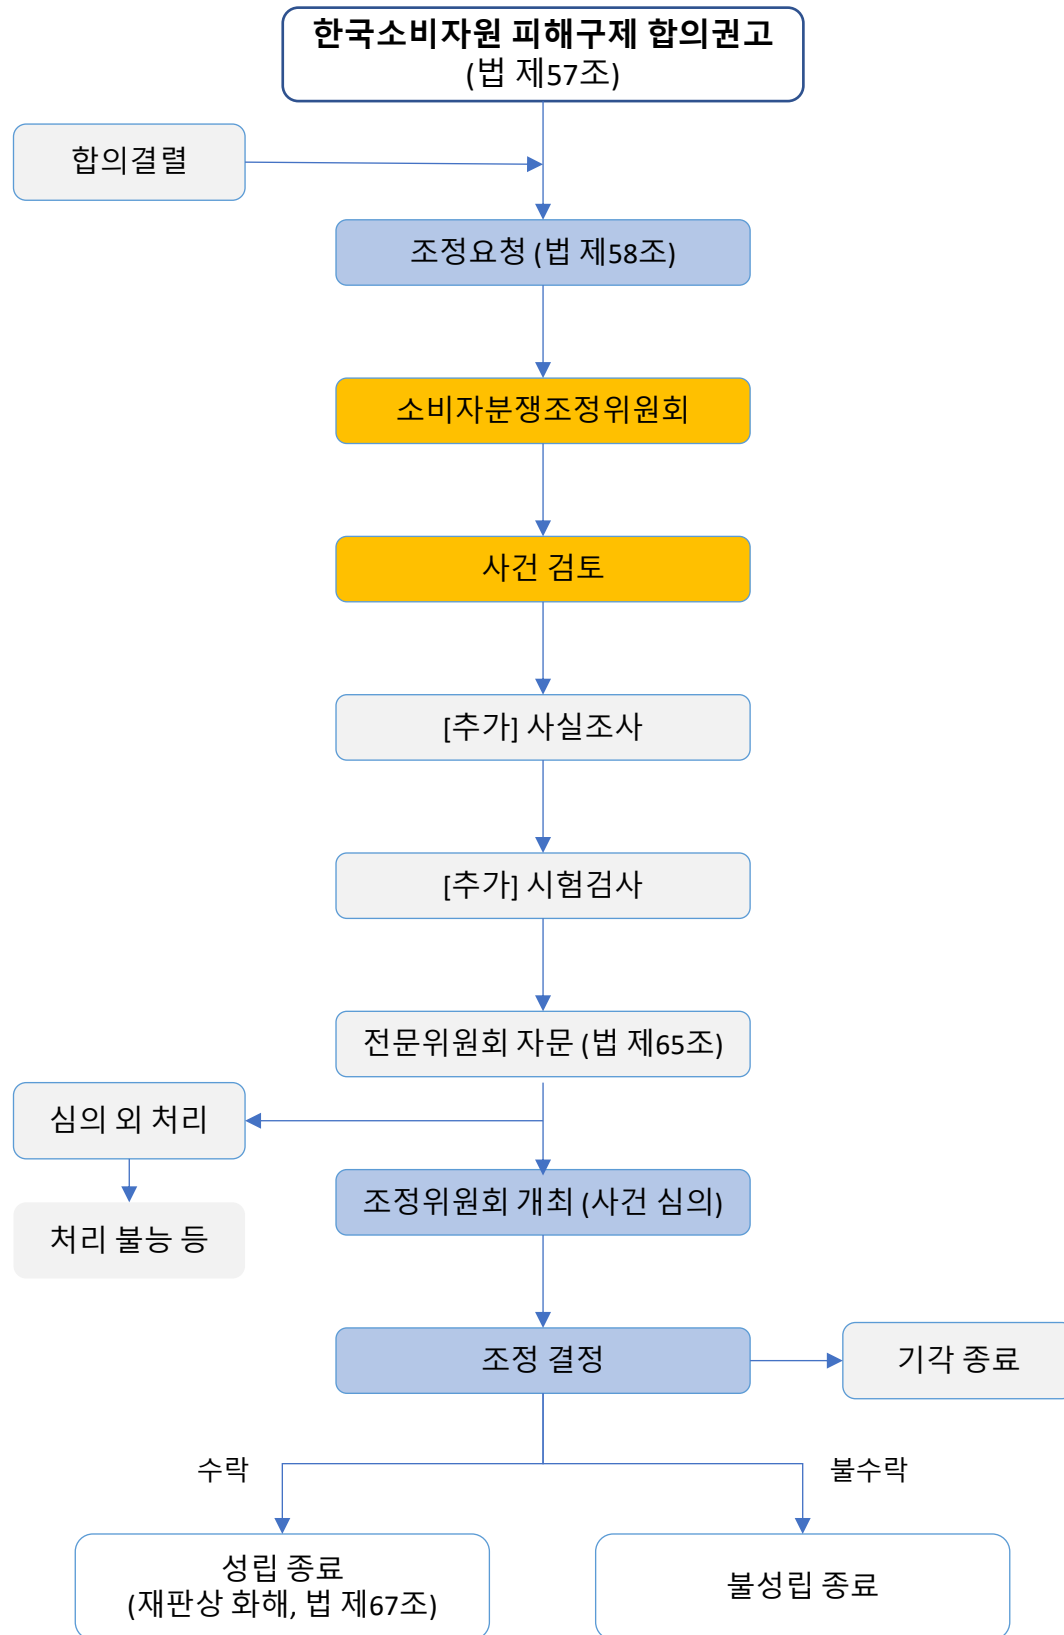 한국소비자원 피해구제 합의권고
(법 제57조)
합의결렬
조정요청 (법 제58조)
소비자분쟁조정위원회
사건 검토
[추가] 사실조사
[추가] 시험검사
전문위원회 자문 (법 제65조)
심의 외 처리
조정위원회 개최 (사건 심의)
처리 불능 등
조정 결정
기각 종료
수락
불수락
성립 종료
(재판상 화해, 법 제67조)
불성립 종료